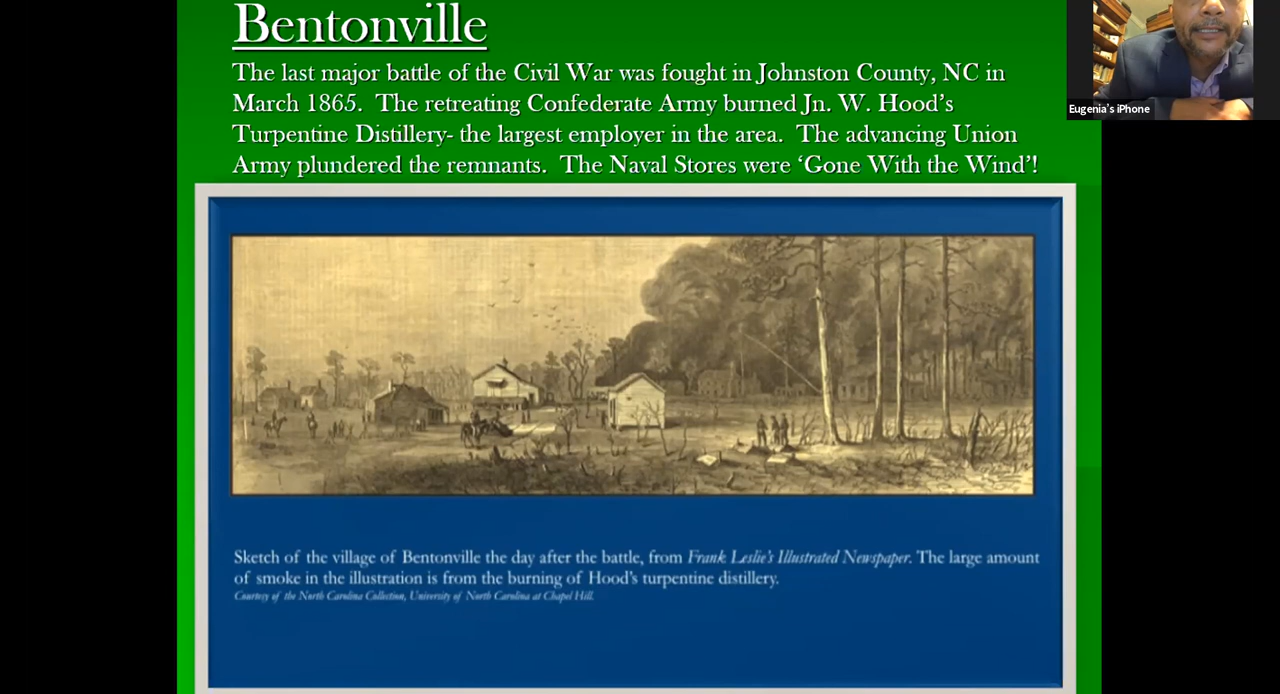 Bentonville
The last major battle of the Civil War was fought in Johnston County, NC in
March 1865. The retreating Confederate Army burned Jn. W. Hood's
Turpentine Distillery- the largest employer in the area. The advancing Union
Army plundered the remnants. The Naval Stores were 'Gone With the Wind'!
Eugenia's iPhone
Sketch of the village of Bentonville the day after the battle, from Frank Leslie's Illustrated Newspaper. The large amount
of smoke in the illustration is from the burning of Hood's turpentine distillery.
Courtesy of the North Carolina Collection, University of North Carolina at Chapel Hill.